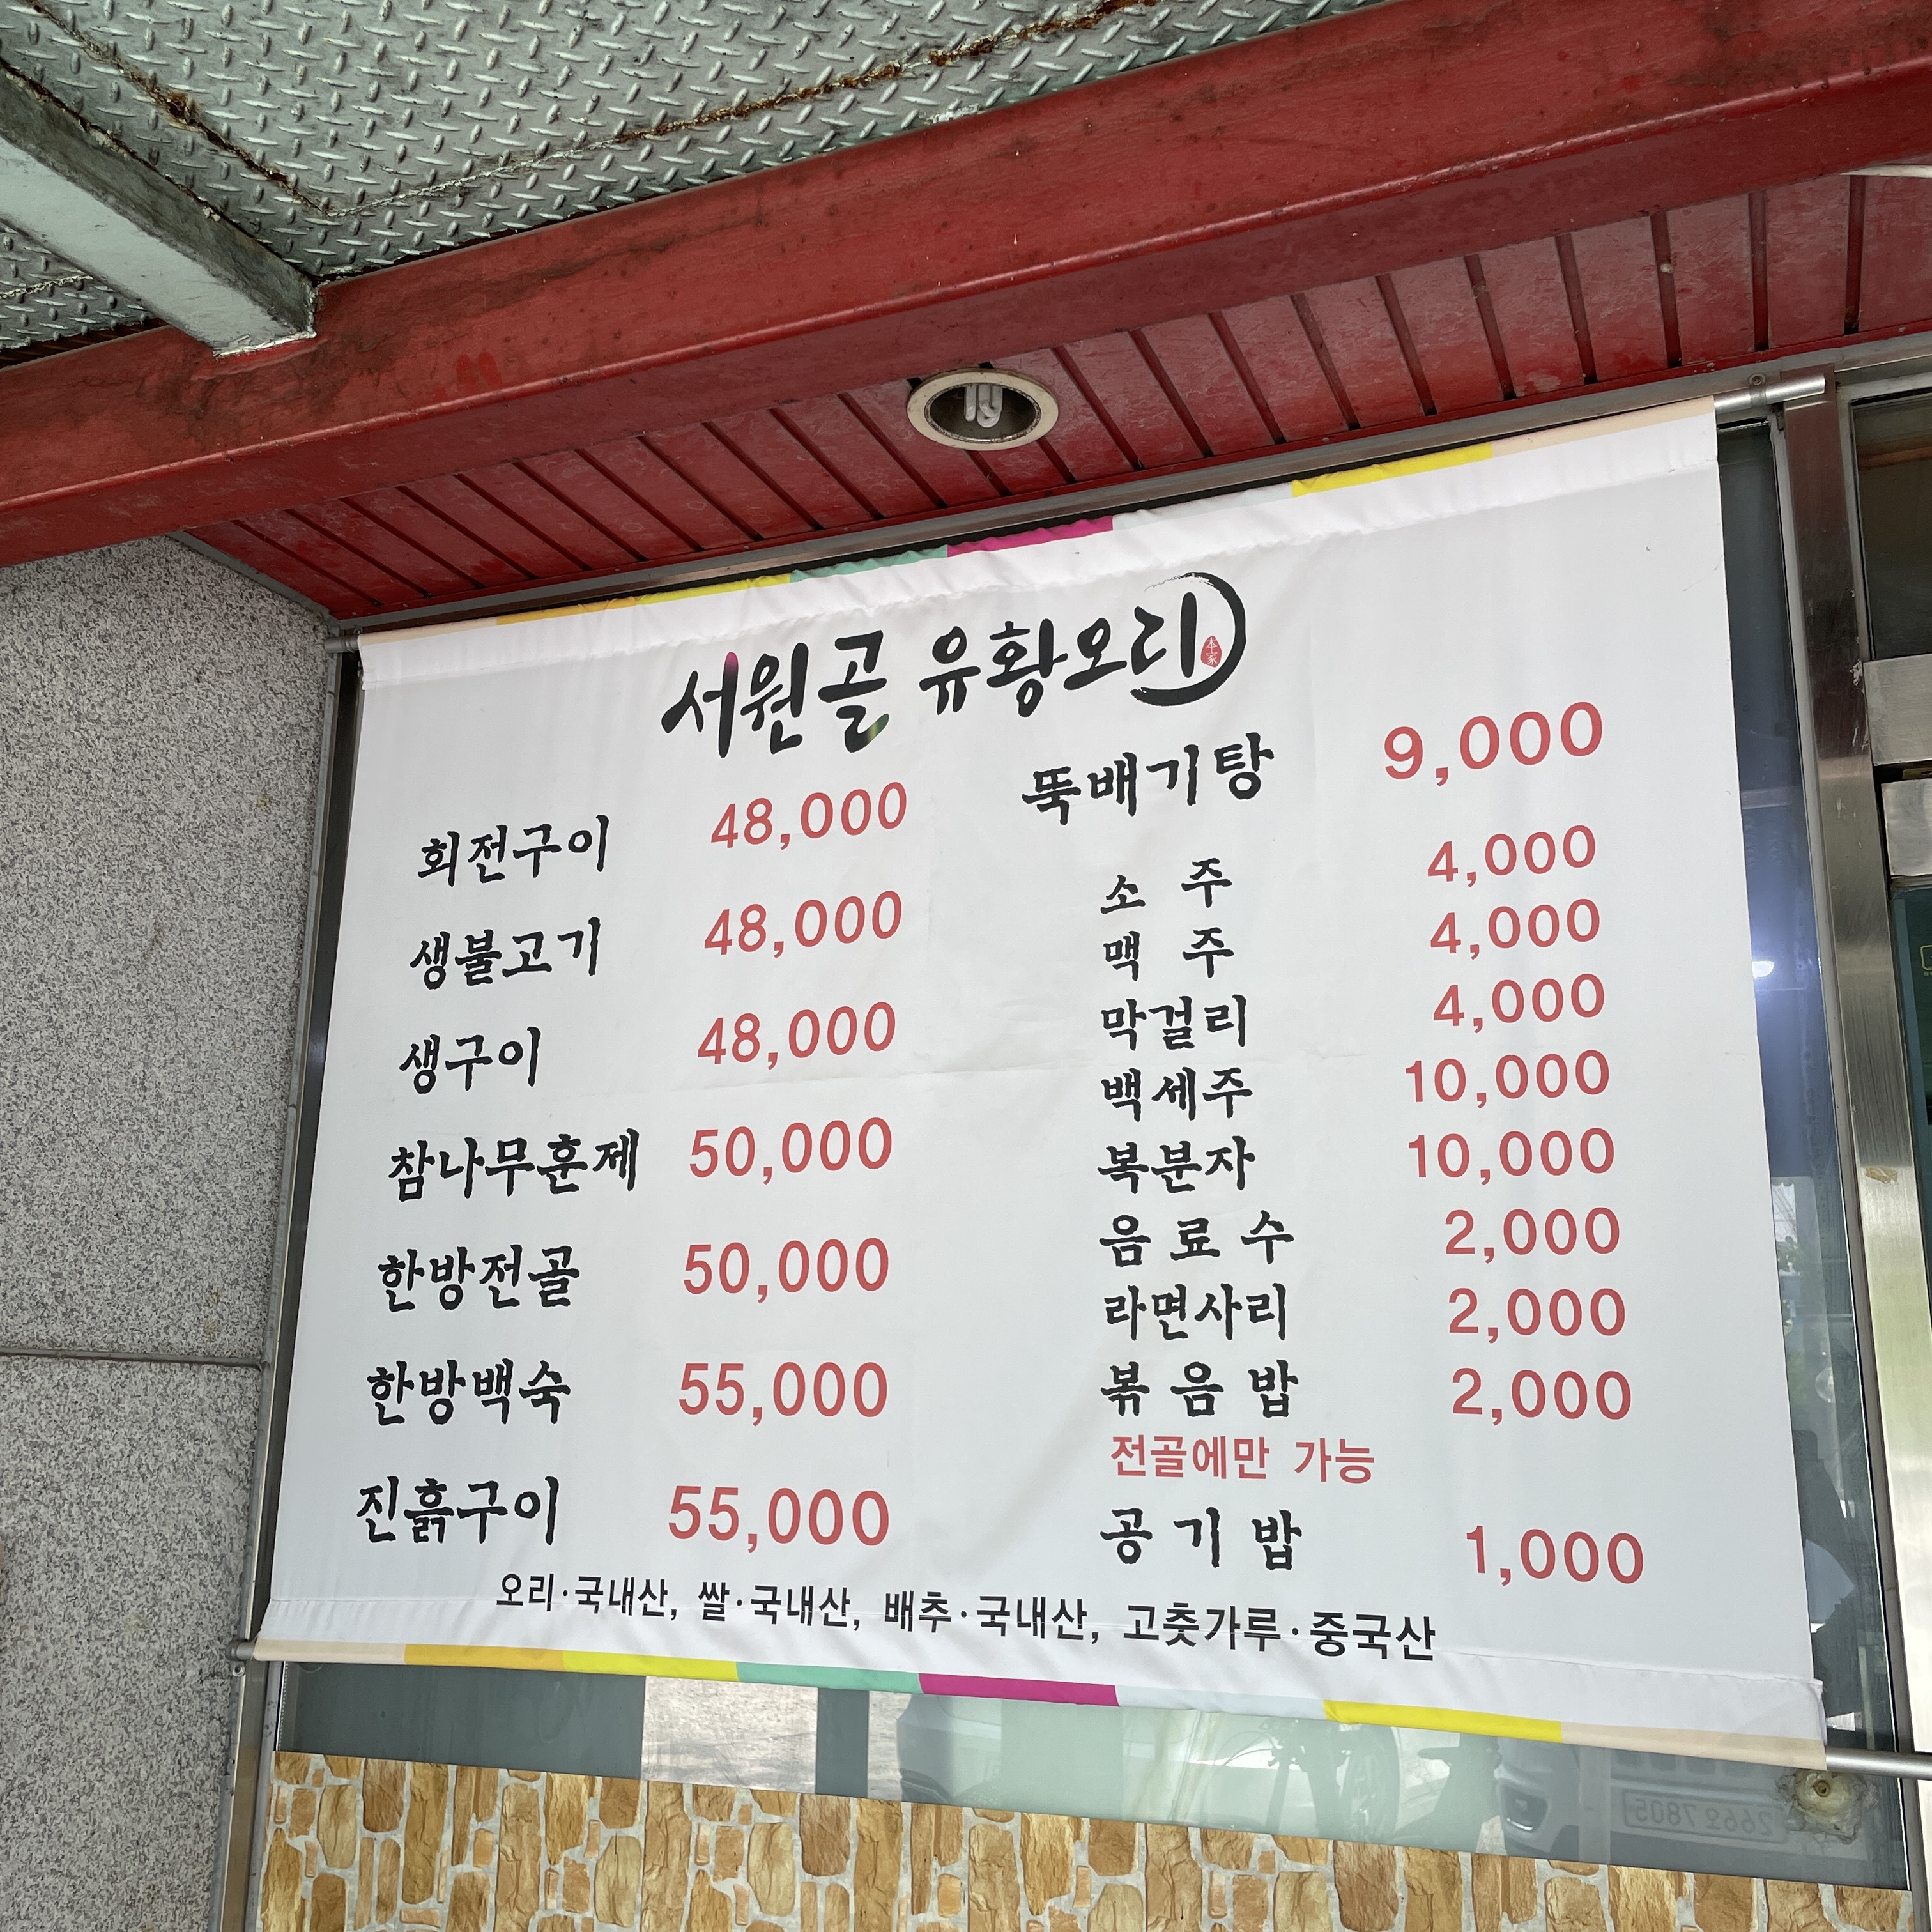 서원골 유황오리
本家
회전구이 48,000
생불고기 48,000
생구이 48,000
참나무훈제 50,000
한방전골 50,000
한방백숙 55,000
진흙구이 55,000
뚝배기탕 9,000
소 주 4,000
맥 주 4,000
막걸리 4,000
백세주 10,000
복분자 10,000
음 료 수 2,000
라면사리 2,000
볶 음 밥 2,000
전골에만 가능
공 기 밥 1,000
오리·국내산, 쌀·국내산, 배추·국내산, 고춧가루·중국산